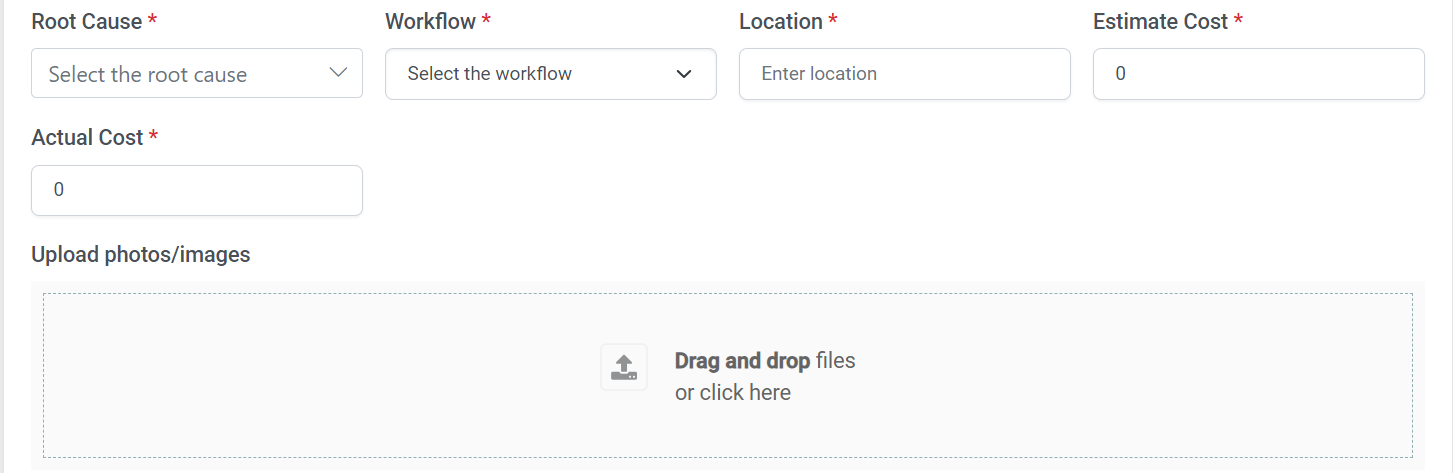 Root Cause * Workflow * Location * Estimate Cost *
Select the root cause Select the workflow Enter location 0
Actual Cost *
0
Upload photos/images
Drag and drop files
or click here